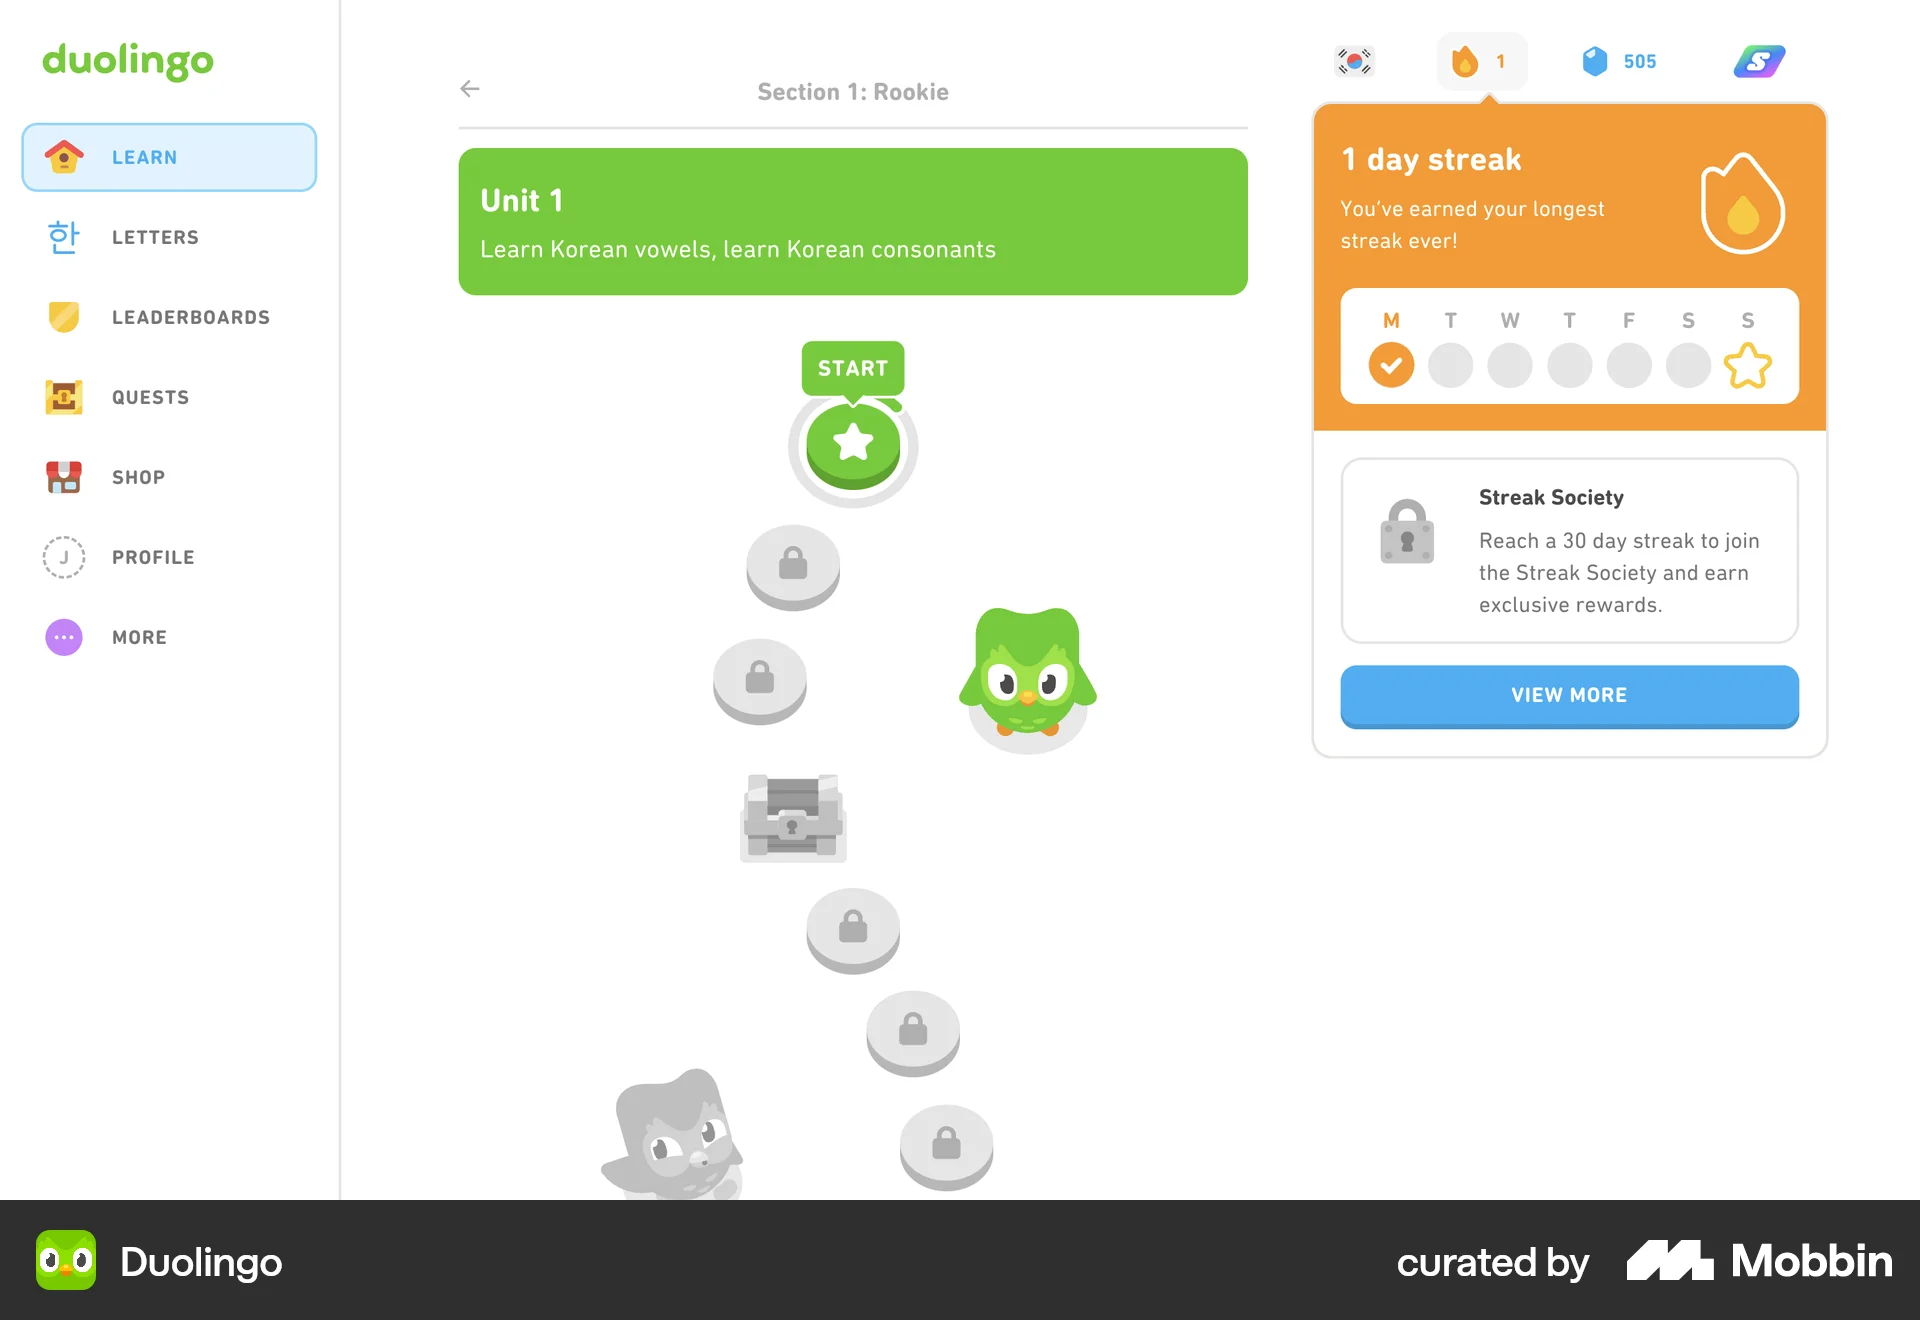 duolingo
LEARN
한
LETTERS
LEADERBOARDS
QUESTS
SHOP
J
PROFILE
MORE
Section 1: Rookie
Unit 1
Learn Korean vowels, learn Korean consonants
START
1
505
S
1 day streak
You’ve earned your longest
streak ever!
M T W T F S S
Streak Society
Reach a 30 day streak to join
the Streak Society and earn
exclusive rewards.
VIEW MORE
Duolingo
curated by Mobbin